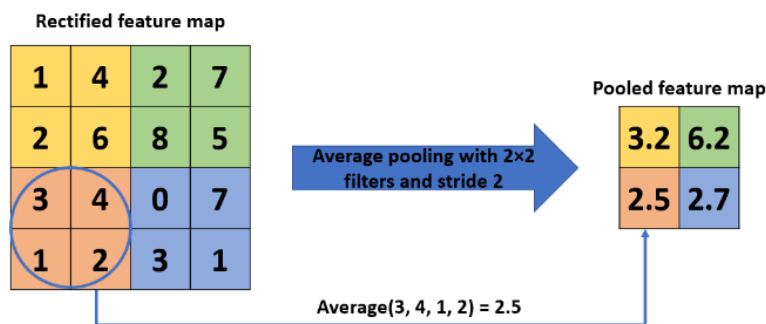 Rectified feature map
1 4 2 7
2 6 8 5
3 4 0 7
1 2 3 1
Average pooling with 2×2
filters and stride 2
Pooled feature map
3.2 6.2
2.5 2.7
Average(3, 4, 1, 2) = 2.5